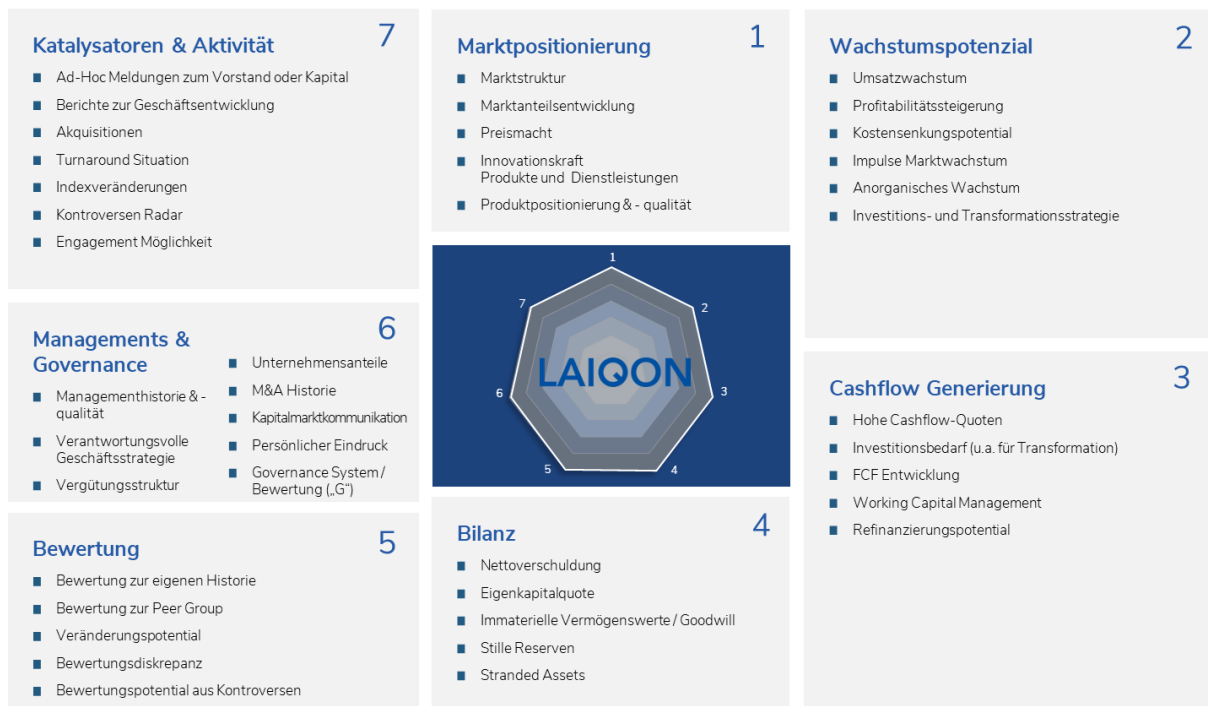 Katalysatoren & Aktivität
7
Ad-Hoc Meldungen zum Vorstand oder Kapital
Berichte zur Geschäftsentwicklung
Akquisitionen
Turnaround Situation
Indexveränderungen
Kontroversen Radar
Engagement Möglichkeit
Marktpositionierung
1
Marktstruktur
Marktanteilsentwicklung
Preismacht
Innovationskraft
Produkte und Dienstleistungen
Produktpositionierung & - qualität
Wachstumspotenzial
2
Umsatzwachstum
Profitabilitätssteigerung
Kostensenkungspotential
Impulse Marktwachstum
Anorganisches Wachstum
Investitions- und Transformationsstrategie
Managements &
Governance
6
Managementhistorie & -
qualität
Verantwortungsvolle
Geschäftsstrategie
Vergütungsstruktur
Unternehmensanteile
M&A Historie
Kapitalmarktkommunikation
Persönlicher Eindruck
Governance System /
Bewertung („G“)
1
2
3
4
5
6
7
LAIQON
Cashflow Generierung
3
Hohe Cashflow-Quoten
Investitionsbedarf (u.a. für Transformation)
FCF Entwicklung
Working Capital Management
Refinanzierungspotential
Bewertung
5
Bewertung zur eigenen Historie
Bewertung zur Peer Group
Veränderungspotential
Bewertungsdiskrepanz
Bewertungspotential aus Kontroversen
Bilanz
4
Nettoverschuldung
Eigenkapitalquote
Immaterielle Vermögenswerte / Goodwill
Stille Reserven
Stranded Assets